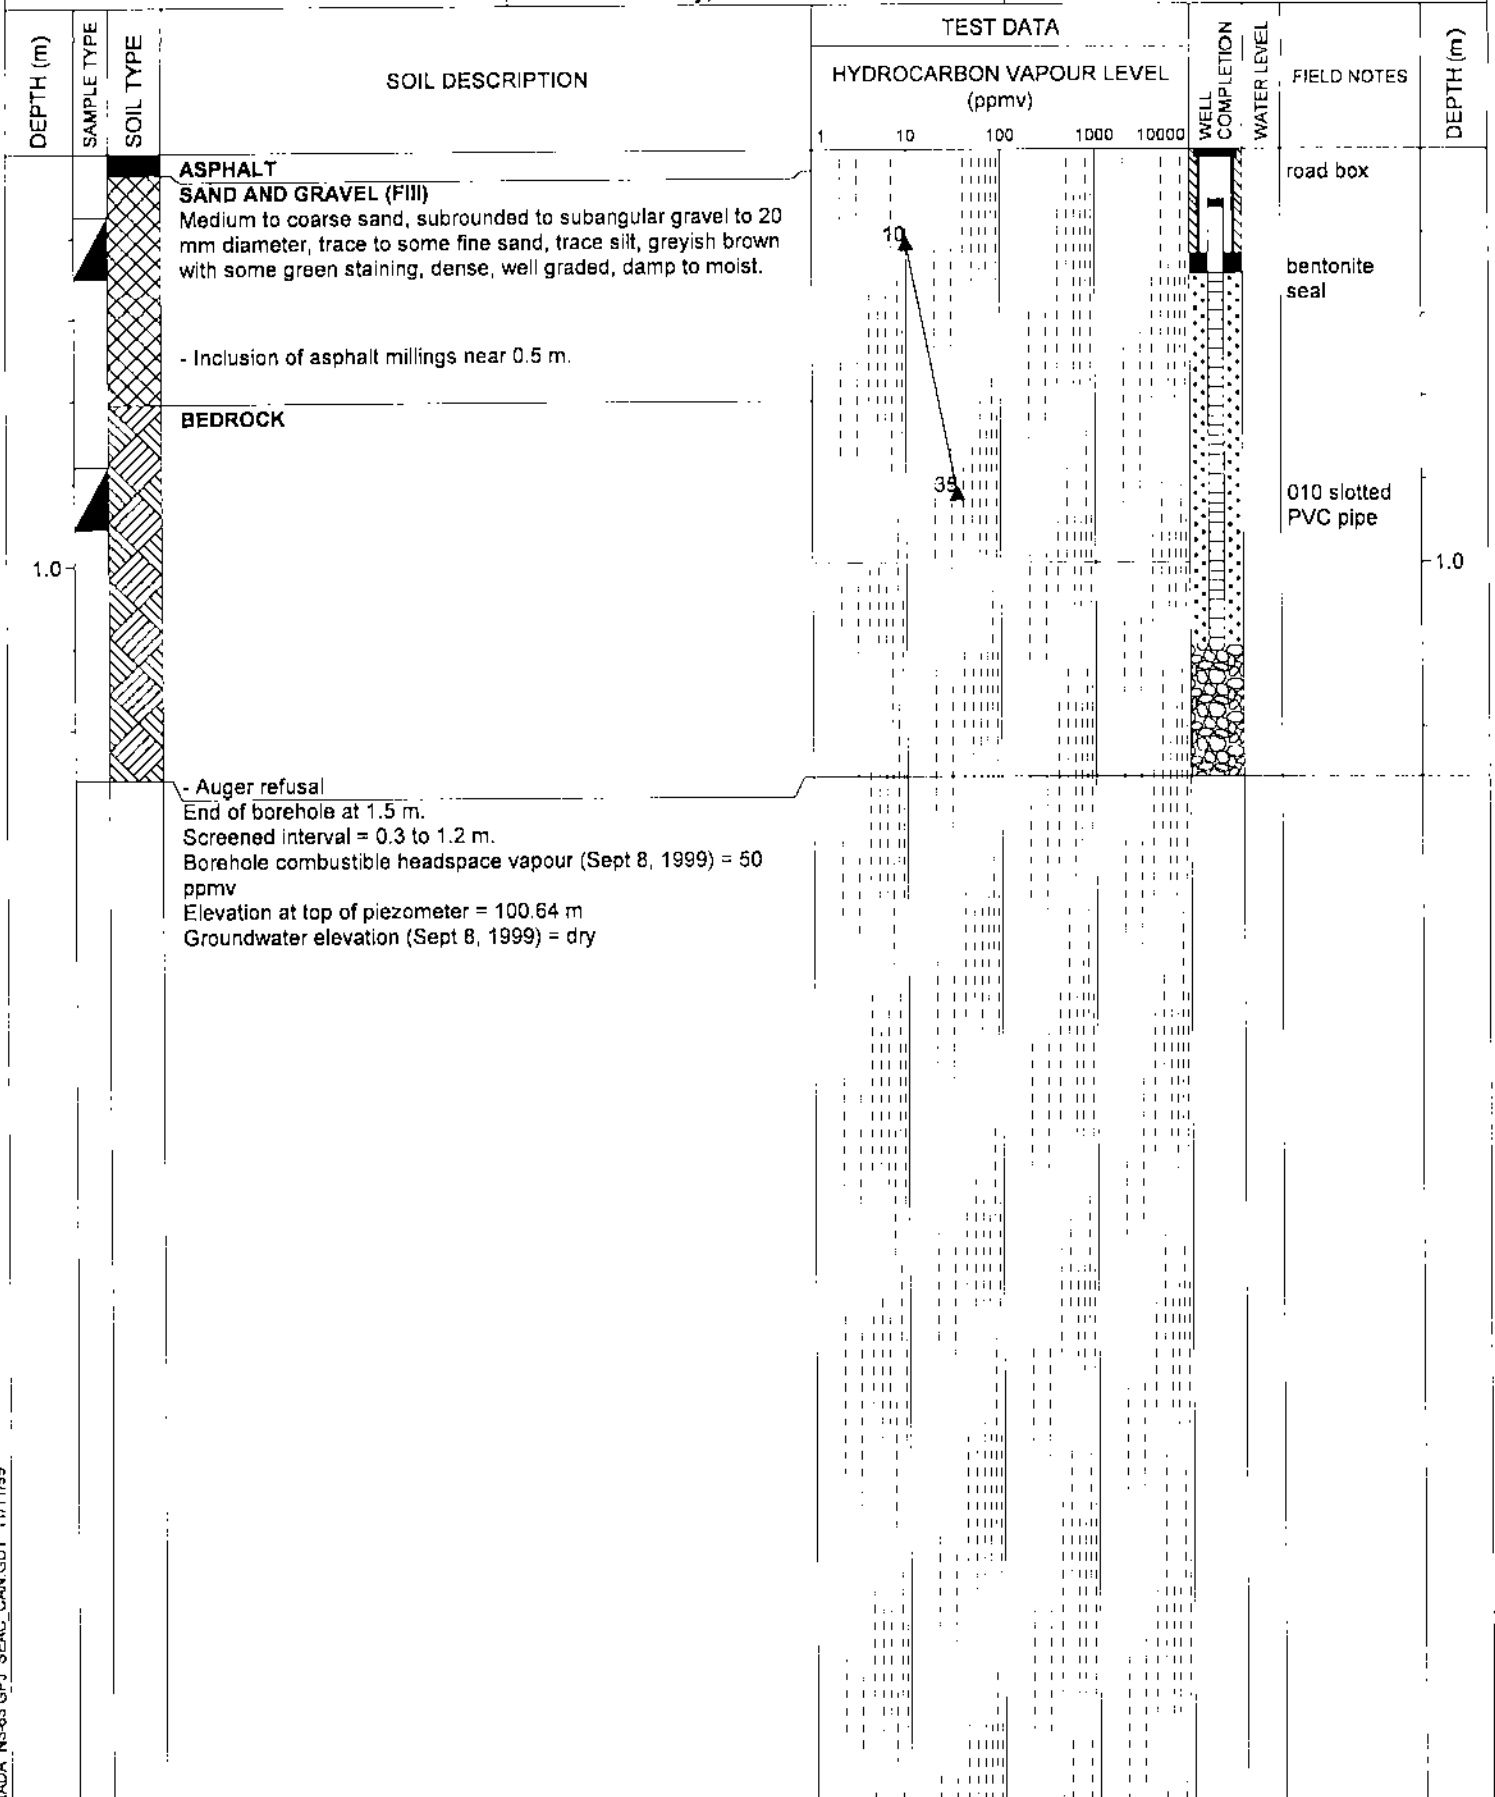 TEST DATA
DEPTH (m)
SAMPLE TYPE
SOIL TYPE
SOIL DESCRIPTION
HYDROCARBON VAPOUR LEVEL
(ppmv)
1 10 100 1000 10000
WELL
COMPLETION
WATER LEVEL
FIELD NOTES
DEPTH (m)
ASPHALT
road box
SAND AND GRAVEL (Fill)
Medium to coarse sand, subrounded to subangular gravel to 20
mm diameter, trace to some fine sand, trace silt, greyish brown
with some green staining, dense, well graded, damp to moist.
10
bentonite
seal
- Inclusion of asphalt millings near 0.5 m.
BEDROCK
35
010 slotted
PVC pipe
1.0
1.0
- Auger refusal
End of borehole at 1.5 m.
Screened interval = 0.3 to 1.2 m.
Borehole combustible headspace vapour (Sept 8, 1999) = 50
ppmv
Elevation at top of piezometer = 100.64 m
Groundwater elevation (Sept 8, 1999) = dry